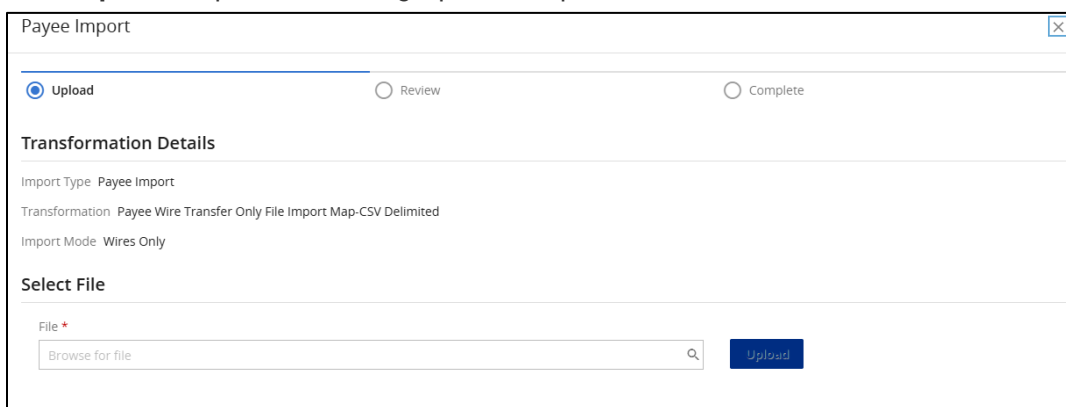 Payee Import
Upload
Review
Complete
Transformation Details
Import Type Payee Import
Transformation Payee Wire Transfer Only File Import Map-CSV Delimited
Import Mode Wires Only
Select File
File *
Browse for file
Upload